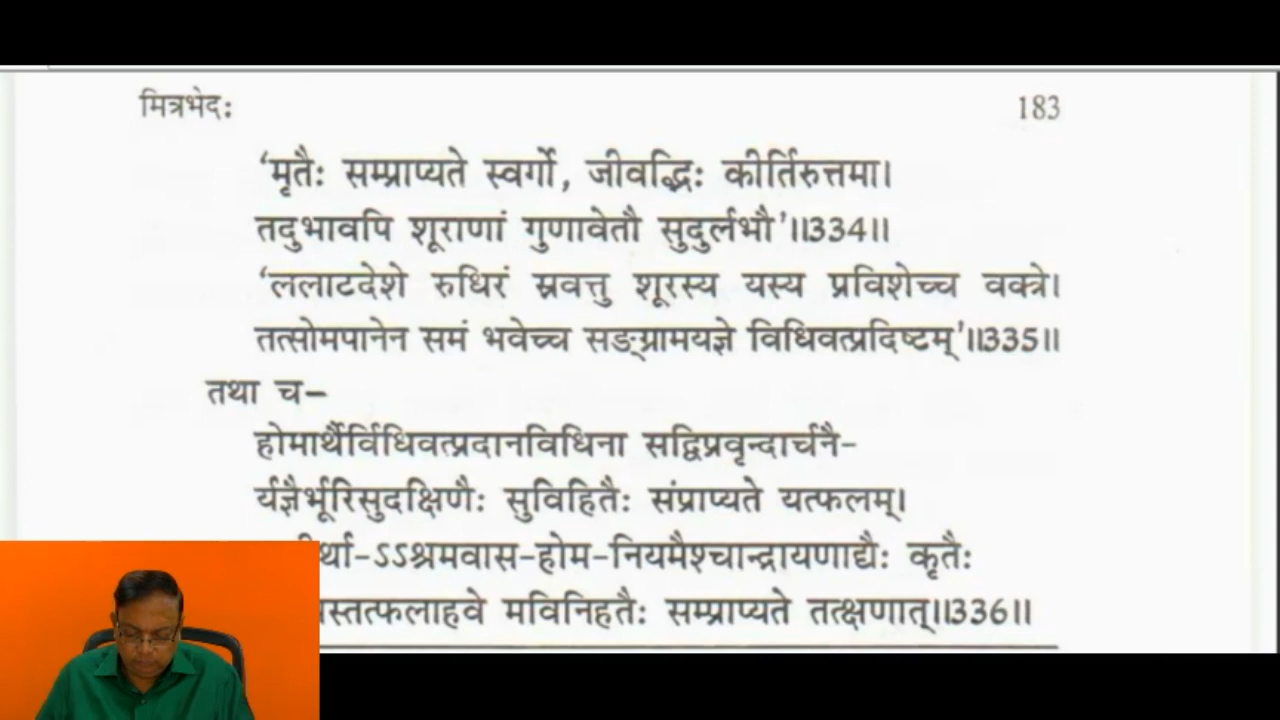 मित्रभेदः 183
‘मृतैः सम्प्राप्यते स्वर्गो, जीवद्भिः कीर्तिरुत्तमा।
तदुभावपि शूराणां गुणावेतौ सुदुर्लभौ’॥334॥
‘ललाटदेशे रुधिरं स्रवत्तु शूरस्य यस्य प्रविशेच्च वक्त्रे।
तत्सोमपानेन समं भवेच्च सङ्ग्रामयज्ञे विधिवत्प्रदिष्टम्’॥335॥
तथा च–
होमार्थैर्विधिवत्प्रदानविधिना सद्विप्रवृन्दार्चनै–
र्यज्ञैर्भूरिसुदक्षिणैः सुविहितैः संप्राप्यते यत्फलम्।
र्था–ऽऽश्रमवास–होम–नियमैश्चान्द्रायणाद्यैः कृतैः
स्तत्फलाहवे मविनिहतैः सम्प्राप्यते तत्क्षणात्॥336॥